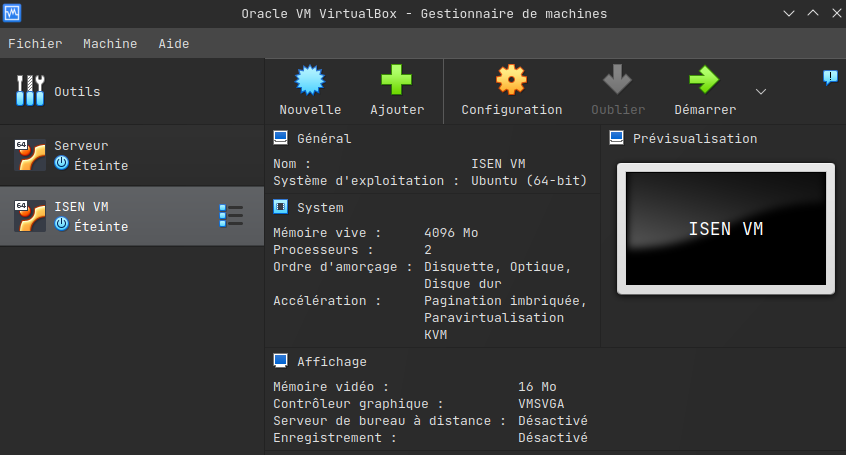 Oracle VM VirtualBox - Gestionnaire de machines
Fichier Machine Aide
Outils
Nouvelle Ajouter Configuration Oublier Démarrer
64 Serveur
Éteinte
64 ISEN VM
Éteinte
Général
Nom : ISEN VM
Système d'exploitation : Ubuntu (64-bit)
System
Mémoire vive : 4096 Mo
Processeurs : 2
Ordre d'amorçage : Disquette, Optique,
Disque dur
Accélération : Pagination imbriquée,
Paravirtualisation
KVM
Prévisualisation
ISEN VM
Affichage
Mémoire vidéo : 16 Mo
Contrôleur graphique : VMSVGA
Serveur de bureau à distance : Désactivé
Enregistrement : Désactivé